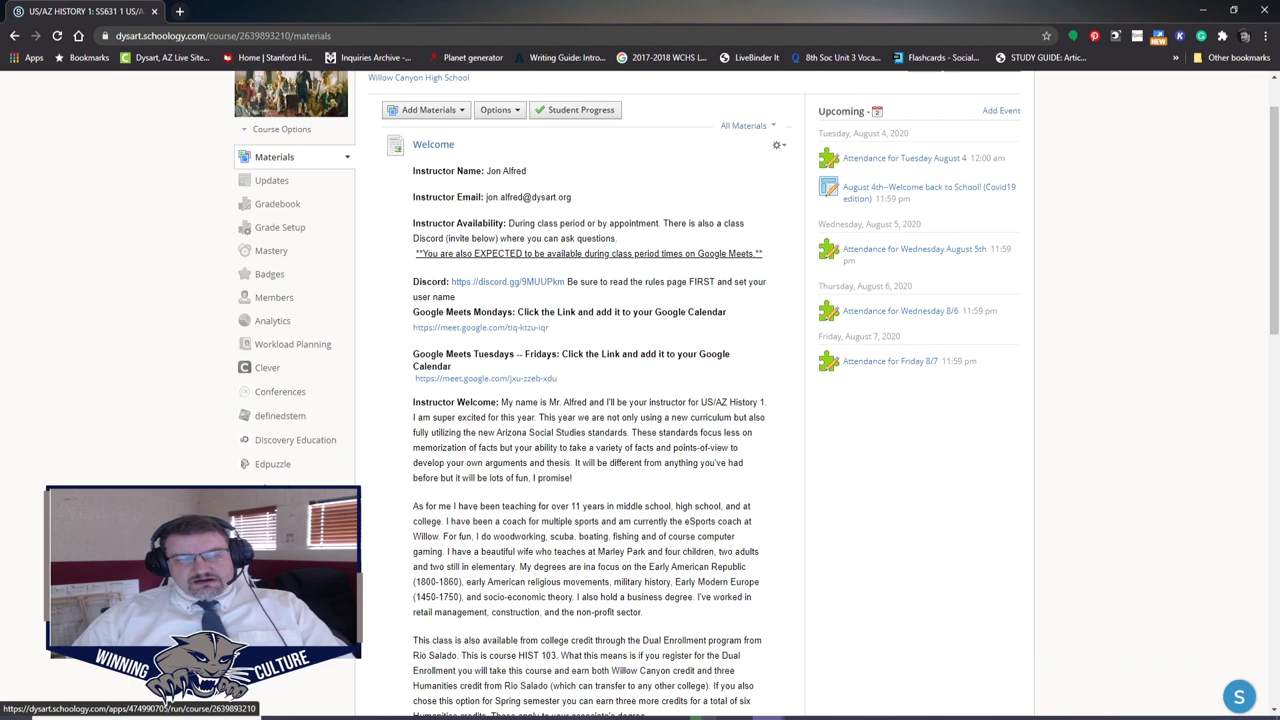 US/AZ HISTORY 1: SS631 1 | US/A
dysart.schoology.com/course/2639893210/materials
Apps
Bookmarks
Dysart, AZ Live Site...
Home | Stanford Hi...
Inquiries Archive -...
Planet generator
Writing Guide: Intro...
2017-2018 WCHS L...
LiveBinder It
8th Soc Unit 3 Voca...
Flashcards - Social...
STUDY GUIDE: Artic...
Other bookmarks
NEW
Willow Canyon High School
Course Options
Materials
Updates
Gradebook
Grade Setup
Mastery
Badges
Members
Analytics
Workload Planning
Clever
Conferences
definedstem
Discovery Education
Edpuzzle
Add Materials
Options
Student Progress
All Materials
Welcome
Instructor Name: Jon Alfred
Instructor Email: jon.alfred@dysart.org
Instructor Availability: During class period or by appointment. There is also a class
Discord (invite below) where you can ask questions.
**You are also EXPECTED to be available during class period times on Google Meets.**
Discord: https://discord.gg/9MUUPkm Be sure to read the rules page FIRST and set your
user name
Google Meets Mondays: Click the Link and add it to your Google Calendar
https://meet.google.com/tiq-ktzu-iqr
Google Meets Tuesdays -- Fridays: Click the Link and add it to your Google
Calendar
https://meet.google.com/jxu-zzeb-xdu
Instructor Welcome: My name is Mr. Alfred and I'll be your instructor for US/AZ History 1.
I am super excited for this year. This year we are not only using a new curriculum but also
fully utilizing the new Arizona Social Studies standards. These standards focus less on
memorization of facts but your ability to take a variety of facts and points-of-view to
develop your own arguments and thesis. It will be different from anything you've had
before but it will be lots of fun, I promise!
As for me I have been teaching for over 11 years in middle school, high school, and at
college. I have been a coach for multiple sports and am currently the eSports coach at
Willow. For fun, I do woodworking, scuba, boating, fishing and of course computer
gaming. I have a beautiful wife who teaches at Marley Park and four children, two adults
and two still in elementary. My degrees are ina focus on the Early American Republic
(1800-1860), early American religious movements, military history, Early Modern Europe
(1450-1750), and socio-economic theory. I also hold a business degree. I've worked in
retail management, construction, and the non-profit sector.
This class is also available from college credit through the Dual Enrollment program from
Rio Salado. This is course HIST 103. What this means is if you register for the Dual
Enrollment you will take this course and earn both Willow Canyon credit and three
Humanities credit from Rio Salado (which can transfer to any other college). If you also
chose this option for Spring semester you can earn three more credits for a total of six
Upcoming
Add Event
Tuesday, August 4, 2020
Attendance for Tuesday August 4 12:00 am
August 4th--Welcome back to School! (Covid19
edition) 11:59 pm
Wednesday, August 5, 2020
Attendance for Wednesday August 5th 11:59
pm
Thursday, August 6, 2020
Attendance for Wednesday 8/6 11:59 pm
Friday, August 7, 2020
Attendance for Friday 8/7 11:59 pm
WINNING
CULTURE
https://dysart.schoology.com/apps/474990705/run/course/2639893210
S